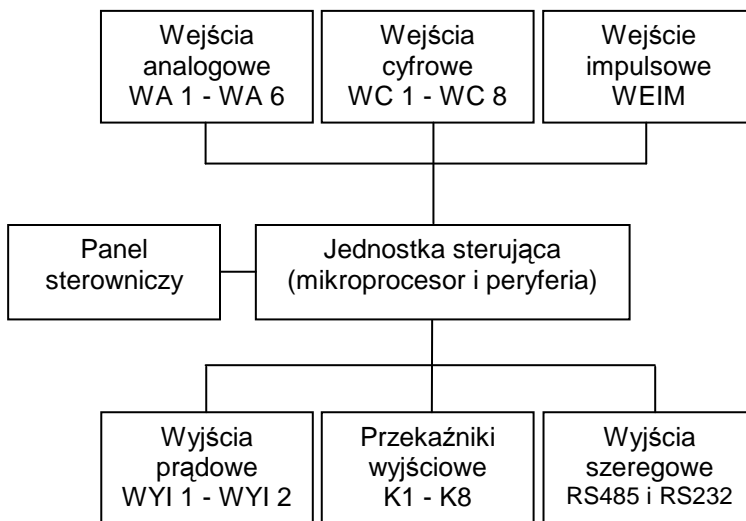 Wejścia
analogowe
WA 1 - WA 6
Wejścia
cyfrowe
WC 1 - WC 8
Wejście
impulsowe
WEIM
Panel
sterowniczy
Jednostka sterująca
(mikroprocesor i peryferia)
Wyjścia
prądowe
WYI 1 - WYI 2
Przekaźniki
wyjściowe
K1 - K8
Wyjścia
szeregowe
RS485 i RS232